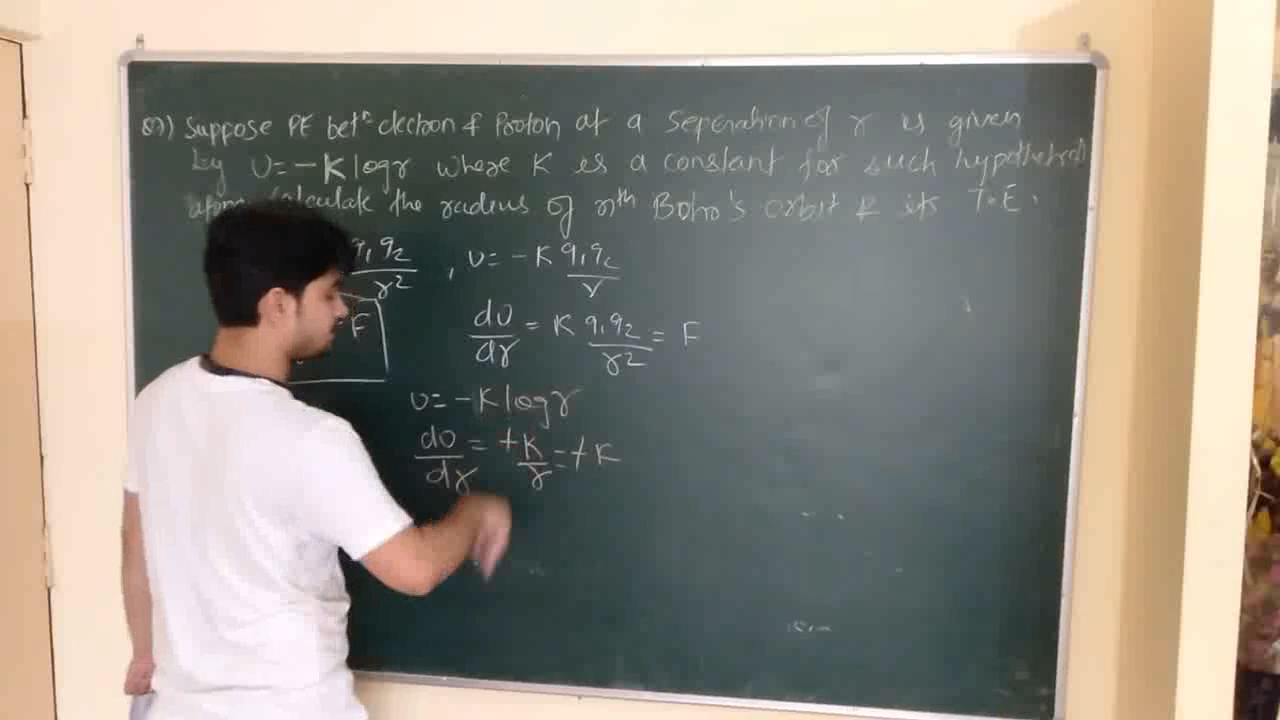 Suppose PE betⁿ electron & Proton at a seperation of r is given
by U = -K log r where K is a constant for such hypothetical
atom calculate the radius of nth Bohr's orbit & its T.E.
q₁q₂/r² , U = -K q₁q₂/r
F
dU/dr = K q₁q₂/r² = F
U = -K log r
dU/dr = +K/r = +K